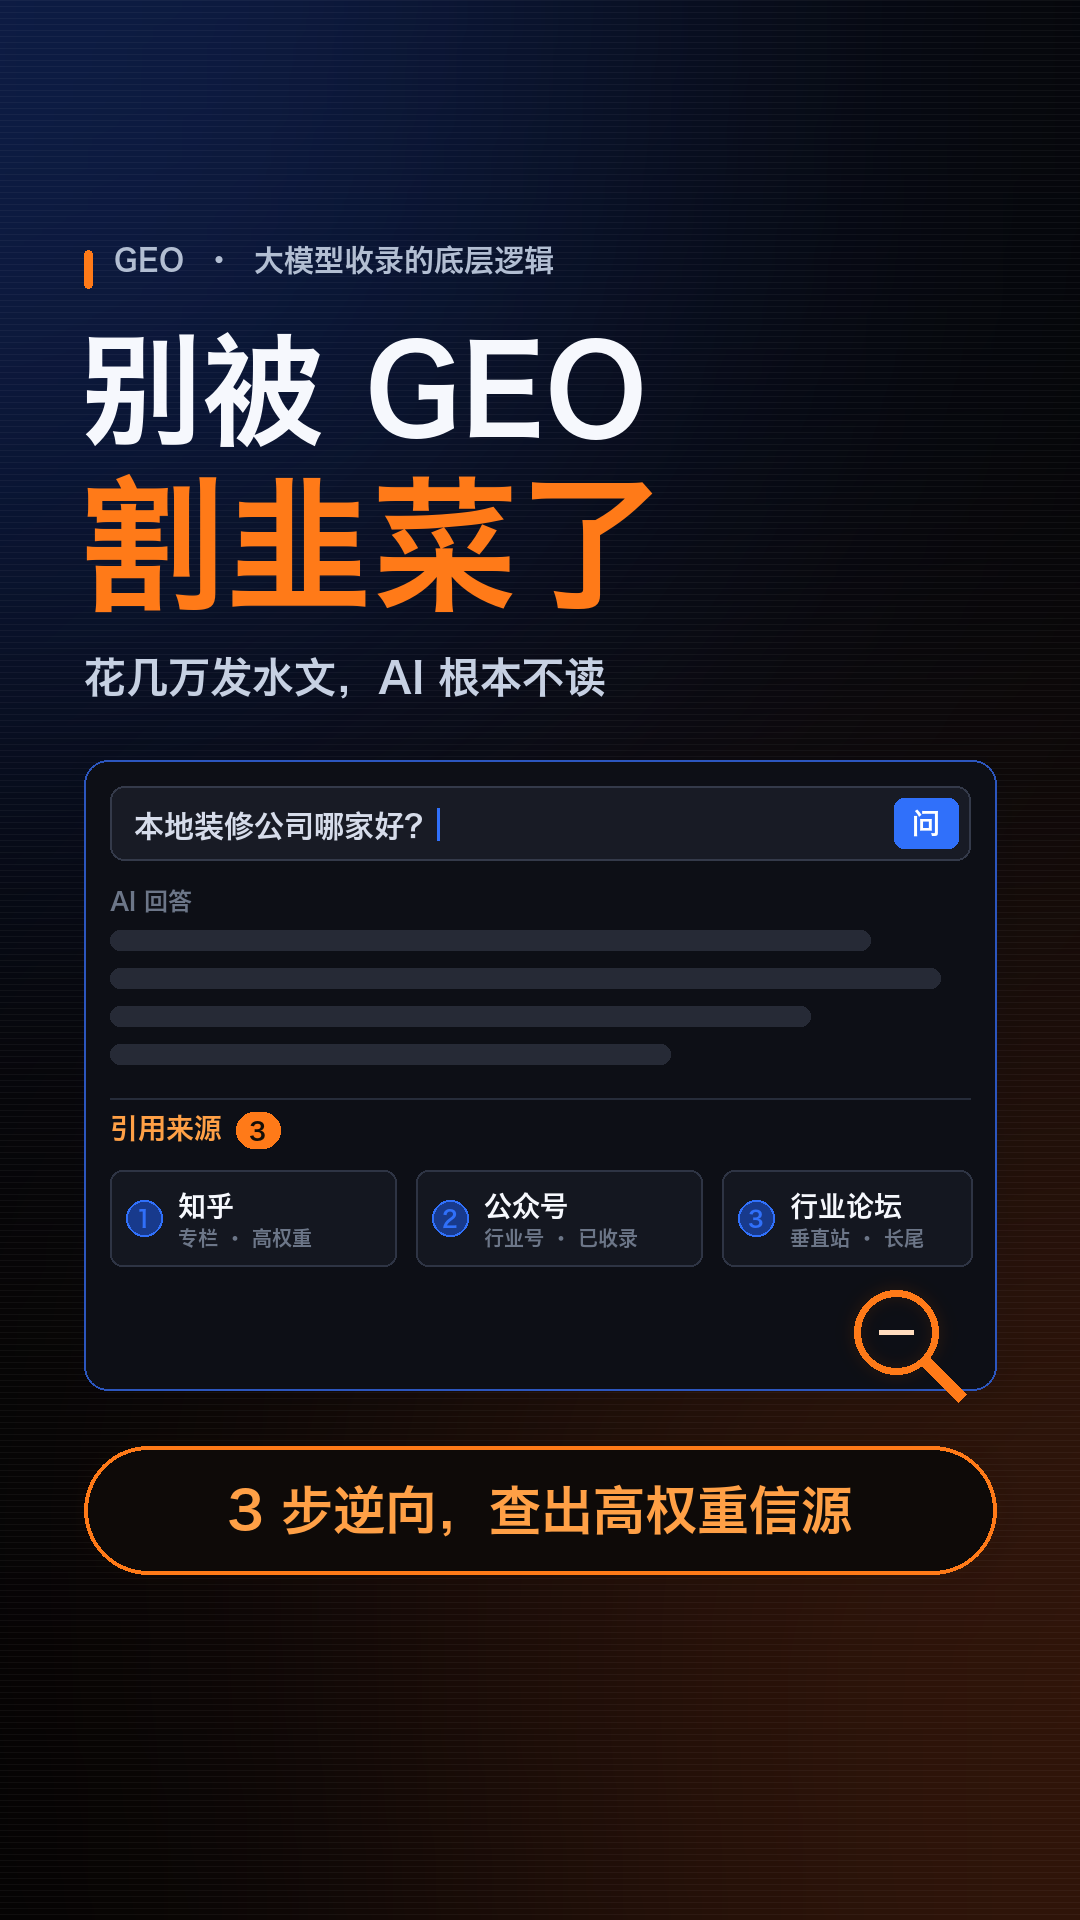 GEO · 大模型收录的底层逻辑
别被 GEO
割韭菜了
花几万发水文，AI 根本不读
本地装修公司哪家好？
问
AI 回答
引用来源 3
1 知乎
专栏 · 高权重
2 公众号
行业号 · 已收录
3 行业论坛
垂直站 · 长尾
3 步逆向，查出高权重信源